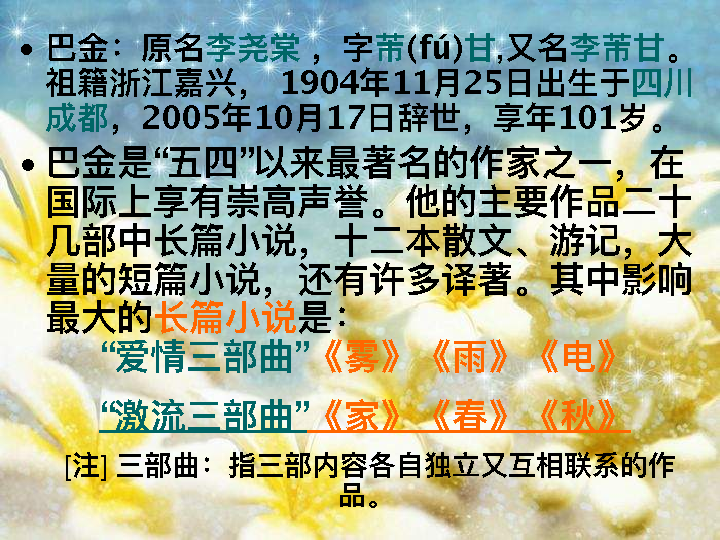 • 巴金：原名李尧棠 ，字芾(fú)甘,又名李芾甘。
祖籍浙江嘉兴， 1904年11月25日出生于四川
成都，2005年10月17日辞世，享年101岁。
• 巴金是“五四”以来最著名的作家之一，在
国际上享有崇高声誉。他的主要作品二十
几部中长篇小说，十二本散文、游记，大
量的短篇小说，还有许多译著。其中影响
最大的长篇小说是：
“爱情三部曲”《雾》《雨》《电》
“激流三部曲”《家》《春》《秋》
[注] 三部曲：指三部内容各自独立又互相联系的作
品。